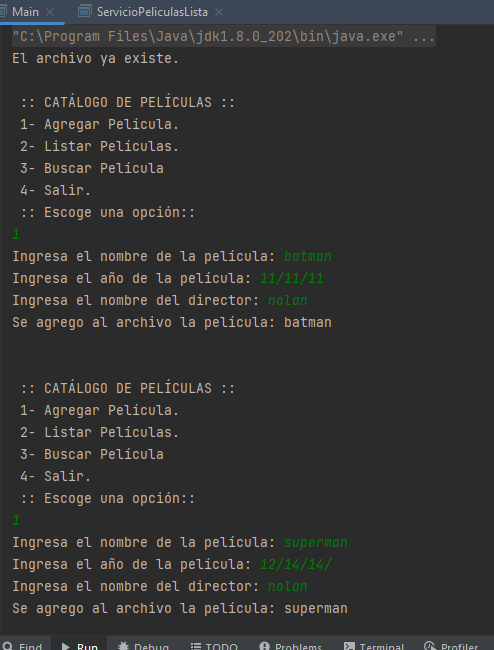 Main × ServicioPeliculasLista ×
"C:\Program Files\Java\jdk1.8.0_202\bin\java.exe" ...
El archivo ya existe.
:: CATÁLOGO DE PELÍCULAS ::
1- Agregar Película.
2- Listar Películas.
3- Buscar Película
4- Salir.
:: Escoge una opción::
1
Ingresa el nombre de la película: batman
Ingresa el año de la película: 11/11/11
Ingresa el nombre del director: nolan
Se agrego al archivo la película: batman
:: CATÁLOGO DE PELÍCULAS ::
1- Agregar Película.
2- Listar Películas.
3- Buscar Película
4- Salir.
:: Escoge una opción::
1
Ingresa el nombre de la película: superman
Ingresa el año de la película: 12/14/14/
Ingresa el nombre del director: nolan
Se agrego al archivo la película: superman
Find Run Debug TODO Problems Terminal Profiler